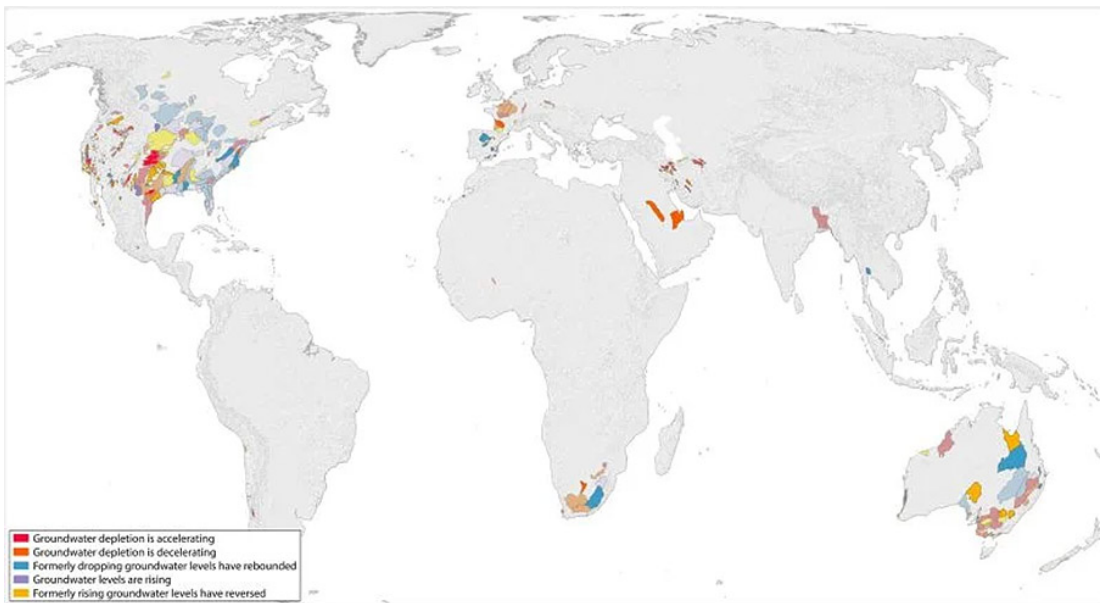 Groundwater depletion is accelerating
Groundwater depletion is decelerating
Formerly dropping groundwater levels have rebounded
Groundwater levels are rising
Formerly rising groundwater levels have reversed